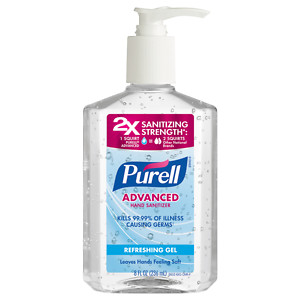 2X SANITIZING
STRENGTH*:
1 SQUIRT
PURELL®
ADVANCED
=
2 SQUIRTS
Other National
Brands
Purell
ADVANCED
HAND SANITIZER
KILLS 99.99% OF ILLNESS
CAUSING GERMS
REFRESHING GEL
Leaves Hands Feeling Soft
8 FL OZ (236 mL)